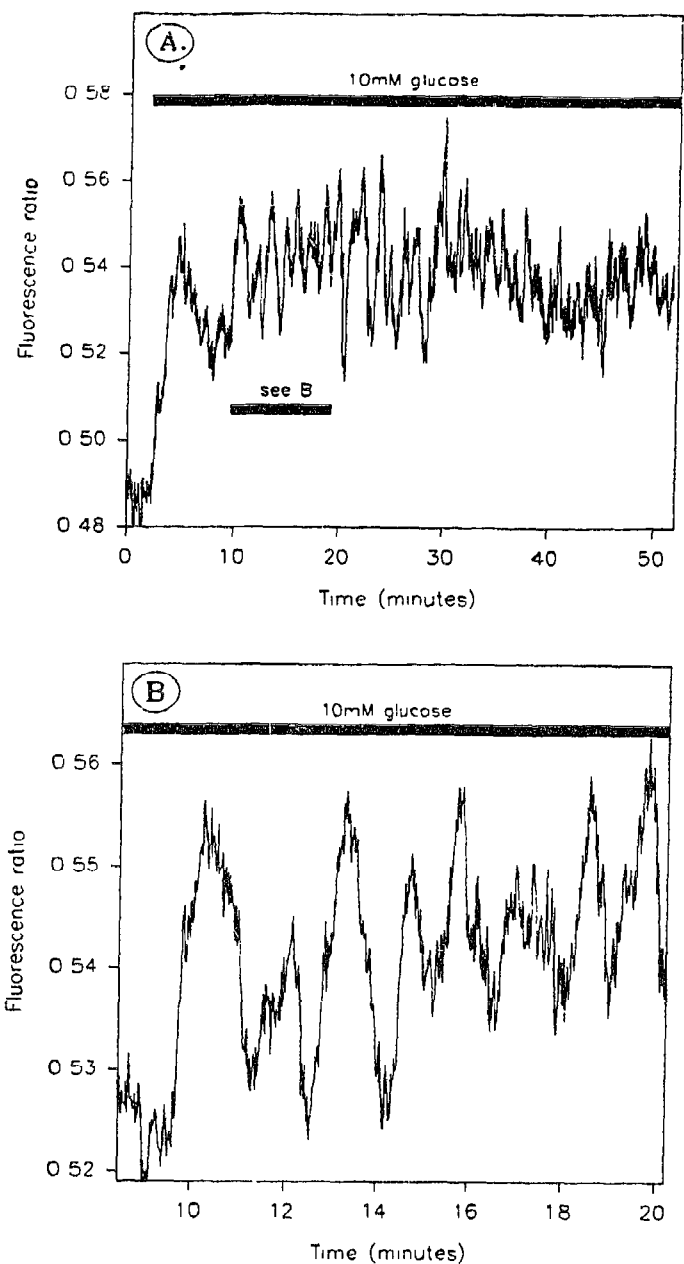 A.
10mM glucose
0 58
0 56
0 54
0 52
0 50
0 48
Fluorescence ratio
see B
0 10 20 30 40 50
Time (minutes)
B
10mM glucose
0 56
0 55
0 54
0 53
0 52
Fluorescence ratio
10 12 14 16 18 20
Time (minutes)